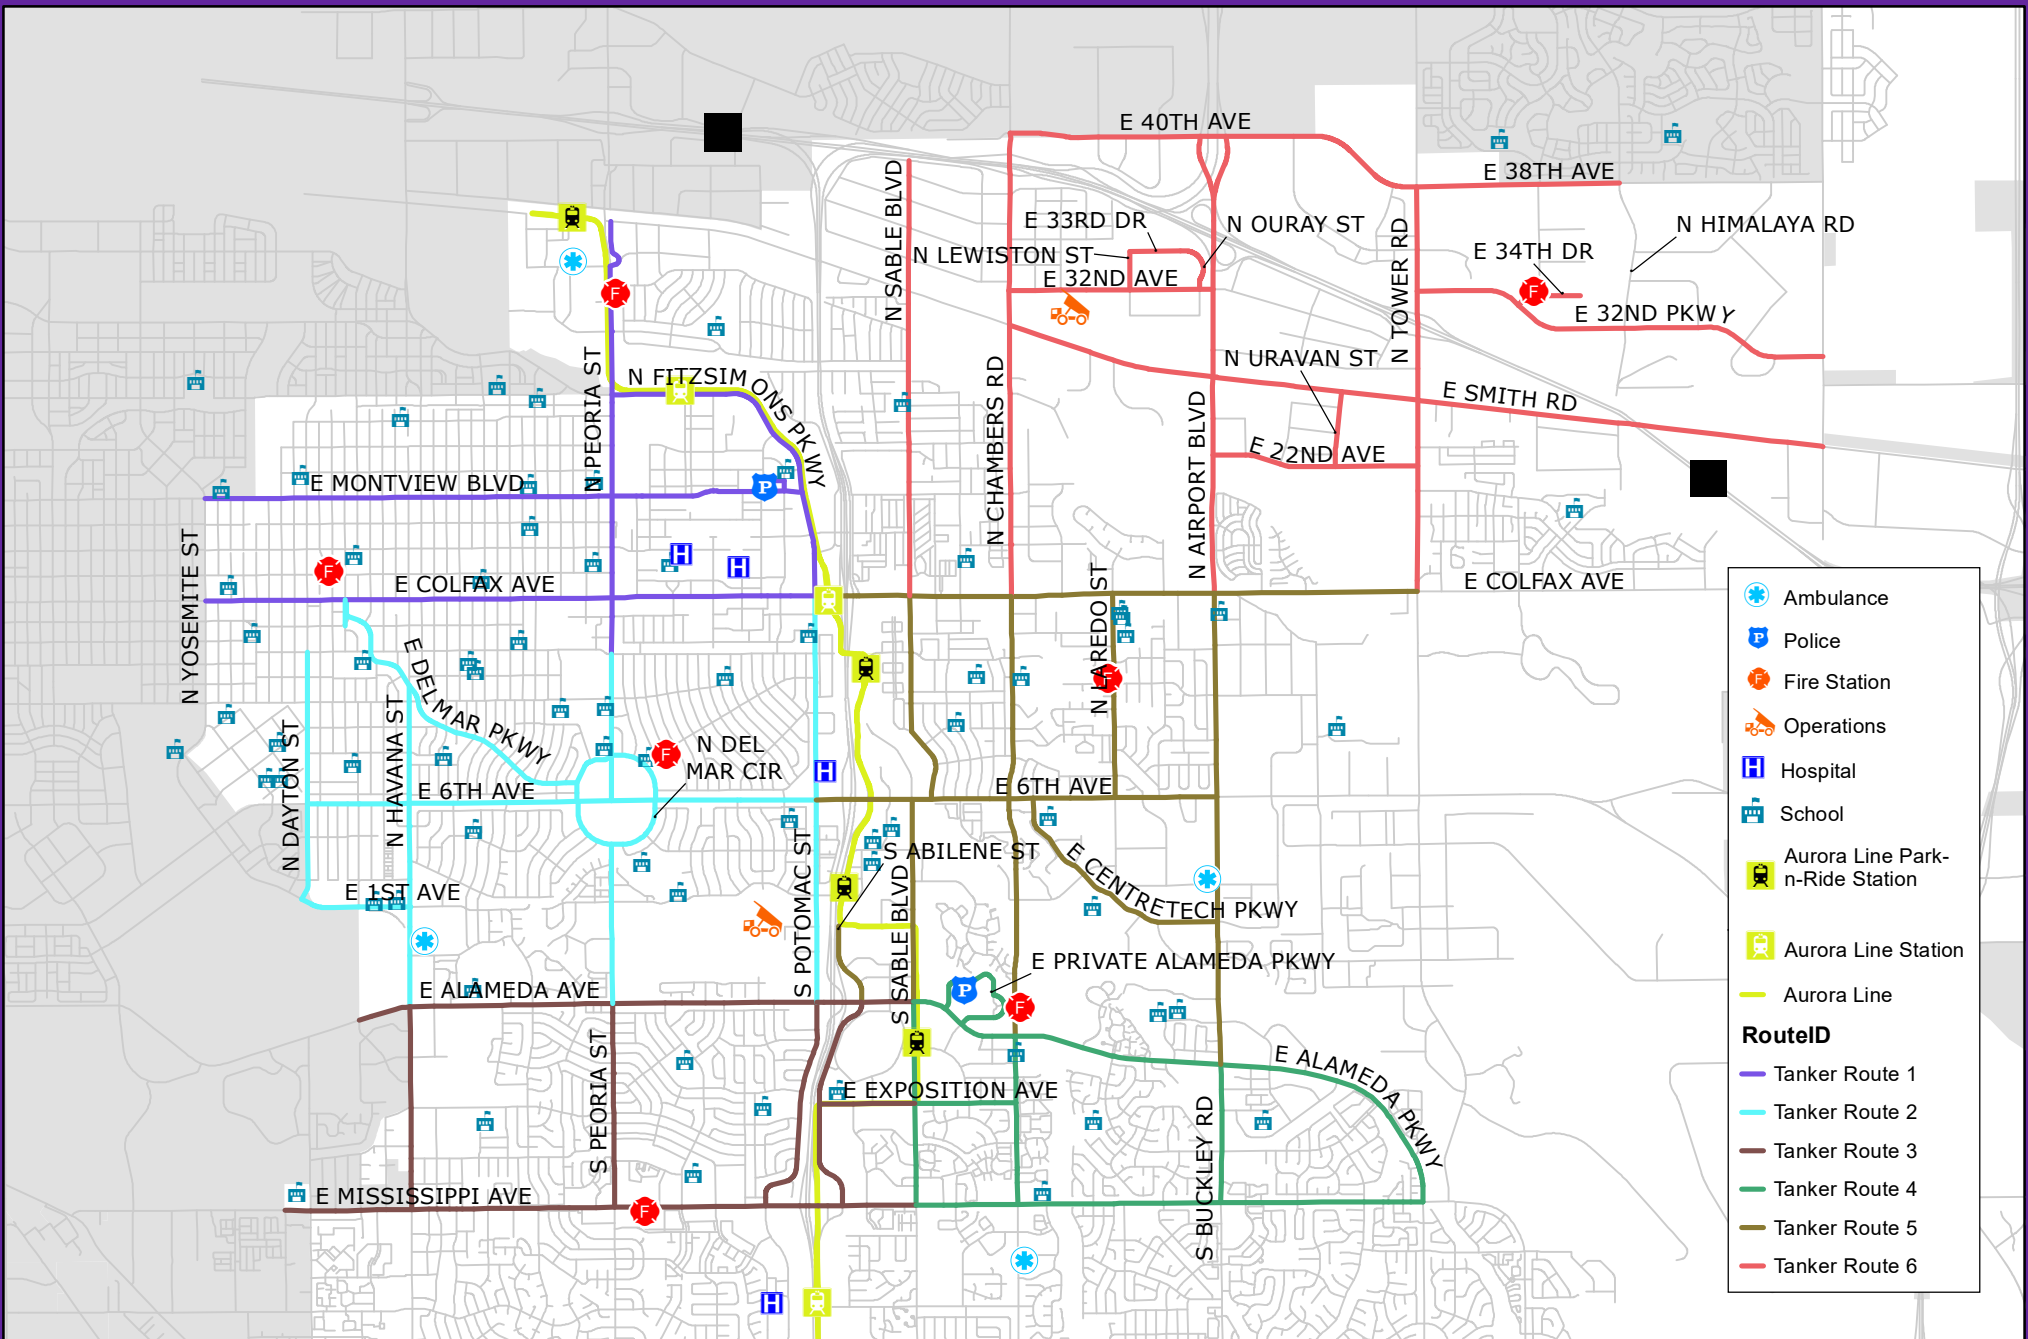 E 40TH AVE
E 38TH AVE
N SABLE BLVD
E 33RD DR
N OURAY ST
N HIMALAYA RD
N LEWISTON ST
E 34TH DR
E 32ND AVE
N TOWER RD
E 32ND PKWY
N PEORIA ST
N FITZSIMONS PKWY
N CHAMBERS RD
N URAVAN ST
E SMITH RD
N AIRPORT BLVD
E 22ND AVE
E MONTVIEW BLVD
N YOSEMITE ST
E COLFAX AVE
E COLFAX AVE
N LAREDO ST
E DELMAR PKWY
N DAYTON ST
N HAVANA ST
N DEL
MAR CIR
E 6TH AVE
E 6TH AVE
S POTOMAC ST
S ABILENE ST
S SABLE BLVD
E CENTRETECH PKWY
E 1ST AVE
E PRIVATE ALAMEDA PKWY
E ALAMEDA AVE
S PEORIA ST
E ALAMEDA PKWY
E EXPOSITION AVE
S BUCKLEY RD
E MISSISSIPPI AVE
F
F
F
F
F
F
F
P
P
H
H
H
H
Ambulance
P Police
F Fire Station
Operations
H Hospital
School
Aurora Line Park-
n-Ride Station
Aurora Line Station
Aurora Line
RouteID
Tanker Route 1
Tanker Route 2
Tanker Route 3
Tanker Route 4
Tanker Route 5
Tanker Route 6